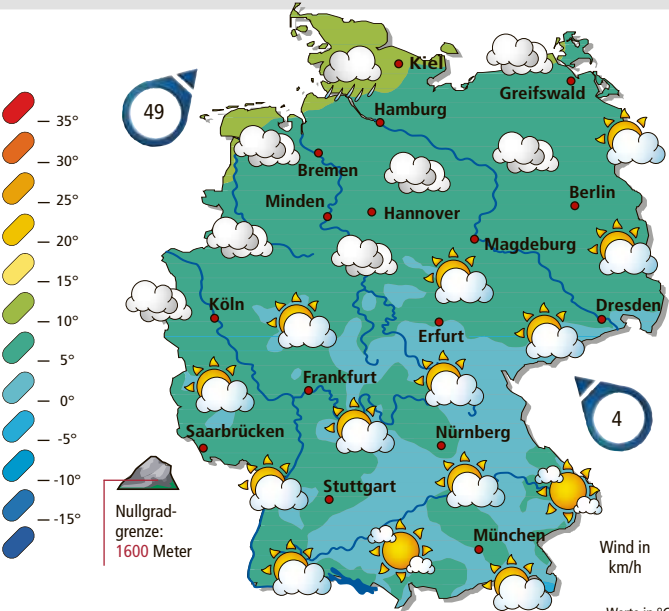 Kiel
49
Greifswald
Hamburg
35°
30°
25°
20°
15°
10°
5°
0°
-5°
-10°
-15°
Bremen
Berlin
Minden
Hannover
Magdeburg
Köln
Dresden
Erfurt
Frankfurt
4
Saarbrücken
Nürnberg
Stuttgart
Nullgrad-
grenze:
1600 Meter
München
Wind in
km/h